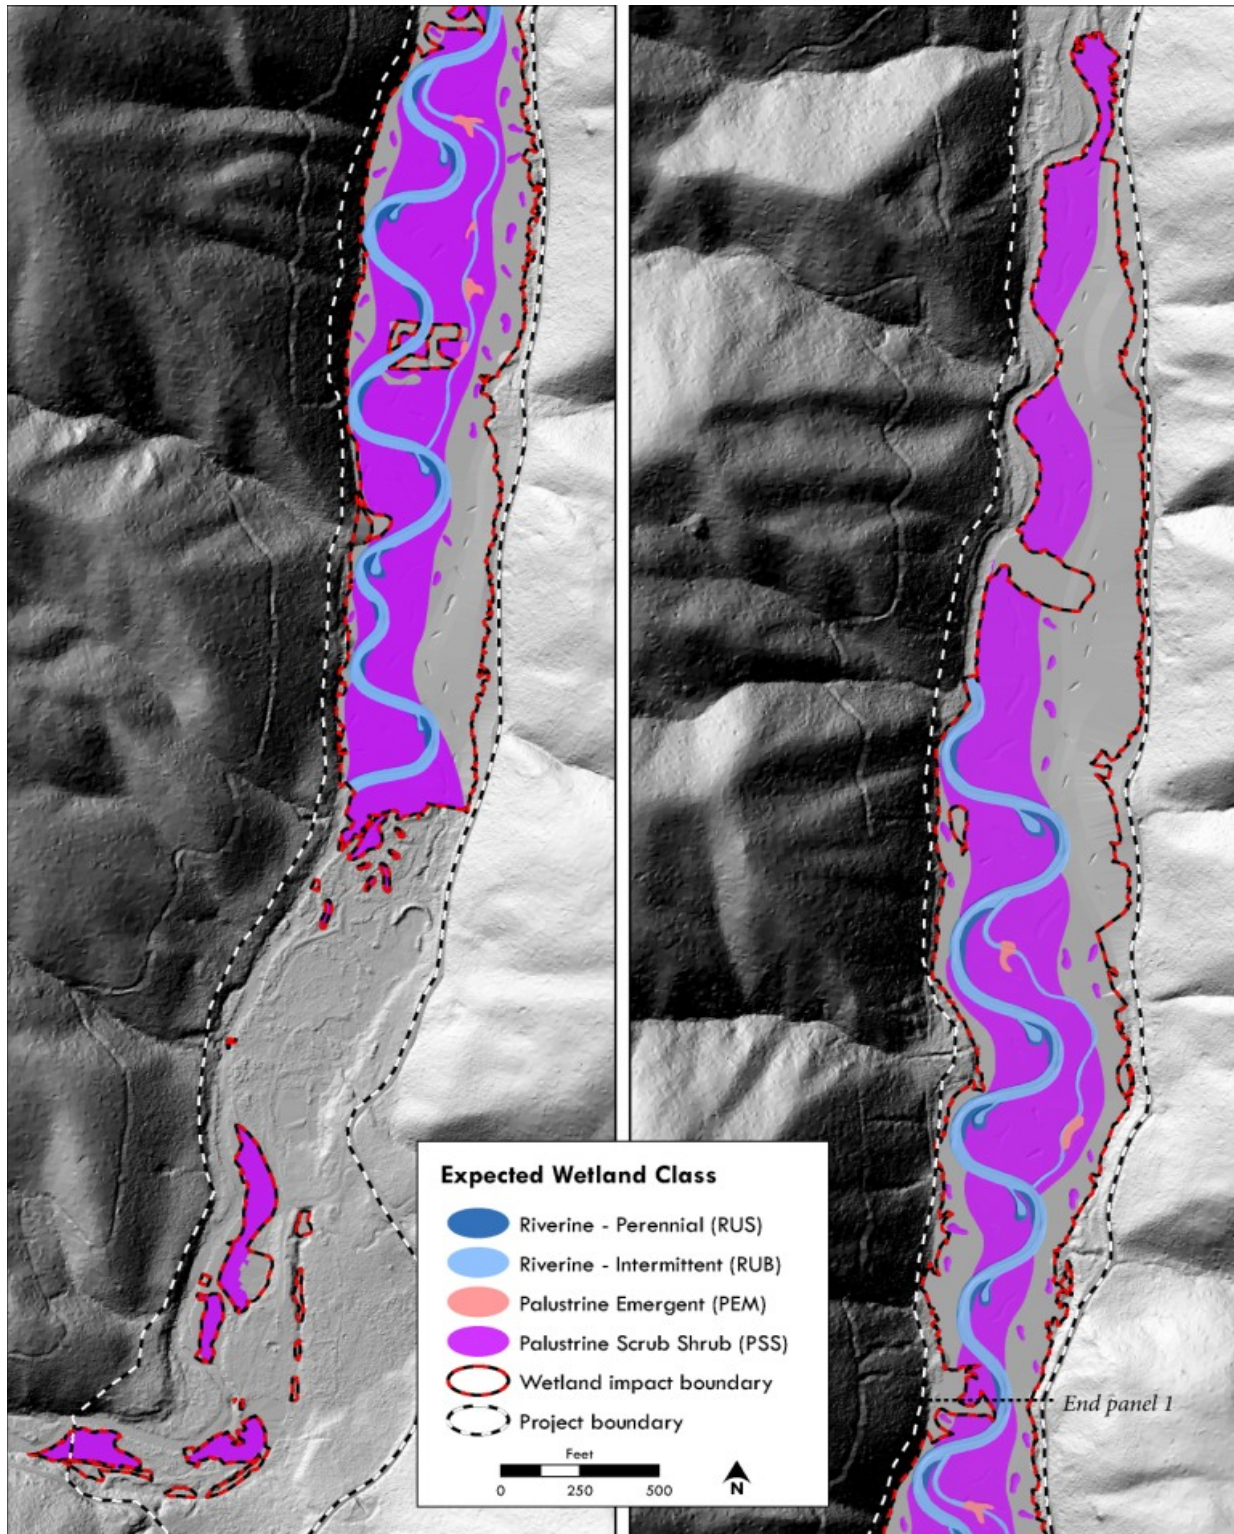 Expected Wetland Class
Riverine - Perennial (RUS)
Riverine - Intermittent (RUB)
Palustrine Emergent (PEM)
Palustrine Scrub Shrub (PSS)
Wetland impact boundary
Project boundary
Feet
0 250 500
N
End panel 1